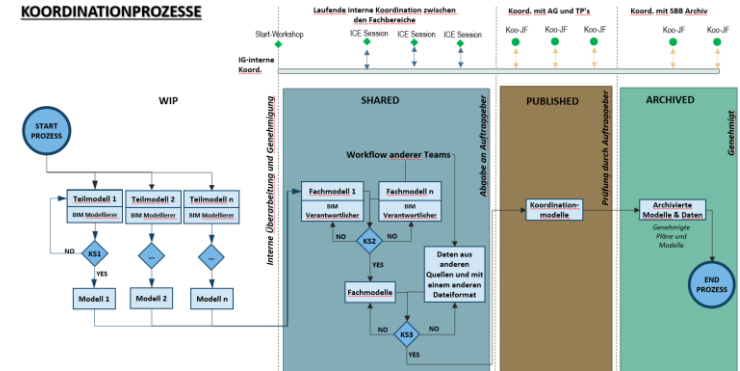 KOORDINATIONPROZESSE
Laufende interne Koordination zwischen
den Fachbereiche
Koord. mit AG und TP's
Koord. mit SBB Archiv
Start-Workshop
ICE Session
ICE Session
ICE Session
Koo-JF
Koo-JF
Koo-JF
Koo-JF
Koo-JF
IG-interne
Koord.
WIP
SHARED
PUBLISHED
ARCHIVED
Interne Überarbeitung und Genehmigung
Abgabe an Auftraggeber
Prüfung durch Auftraggeber
Genehmigt
START
PROZESS
Workflow anderer Teams
Teilmodell 1
BIM Modellierer
Teilmodell 2
BIM Modellierer
Teilmodell n
BIM Modellierer
Fachmodell 1
BIM
Verantwortlicher
Fachmodell n
BIM
Verantwortlicher
Koordination-
modelle
Archivierte
Modelle & Daten
Genehmigte
Pläne und
Modelle
NO
KS1
YES
...
...
NO
KS2
NO
YES
Daten aus
anderen
Quellen und mit
einem anderen
Dateiformat
Modell 1
Modell 2
Modell n
Fachmodelle
END
PROZESS
NO
KS3
NO
YES